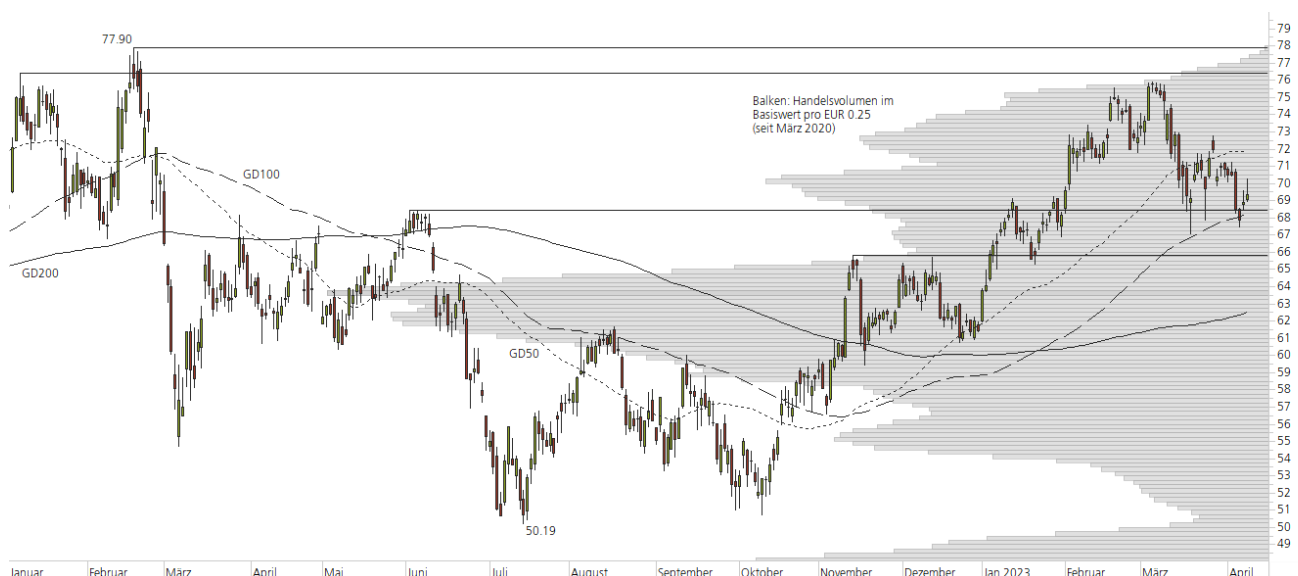 77.90
GD100
GD200
GD50
50.19
Balken: Handelsvolumen im
Basiswert pro EUR 0.25
(seit März 2020)
79
78
77
76
75
74
73
72
71
70
69
68
67
66
65
64
63
62
61
60
59
58
57
56
55
54
53
52
51
50
49
Januar
Februar
März
April
Mai
Juni
Juli
August
September
Oktober
November
Dezember
Jan 2023
Februar
März
April